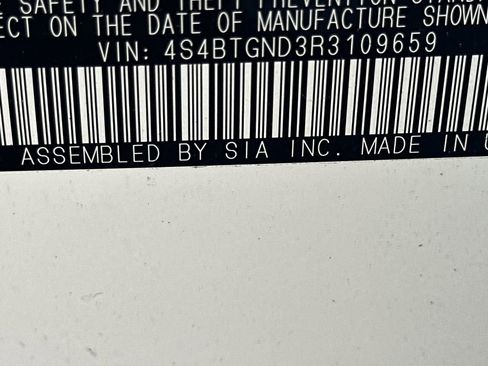 SAFETY AND THEFT PREVENTION STANDA
ECT ON THE DATE OF MANUFACTURE SHOWN
VIN: 4S4BTGND3R3109659
ASSEMBLED BY SIA INC. MADE IN